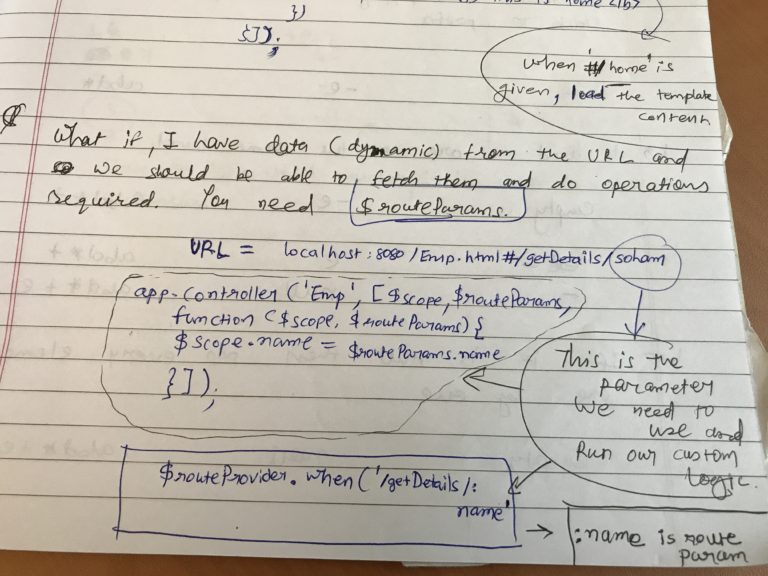 })
}]);
when '#/home' is
given, load the template
content
What if, I have data (dynamic) from the URL and
we should be able to fetch them and do operations
required. You need $routeParams.
URL = localhost:8080/Emp.html#/getDetails/soham
app.controller('Emp', [$scope, $routeParams,
function ($scope, $routeParams) {
$scope.name = $routeParams.name
}]);
This is the
parameter
We need to
use and
Run our custom
logic.
$routeProvider.when('/getDetails/:
name'
→ :name is route
param